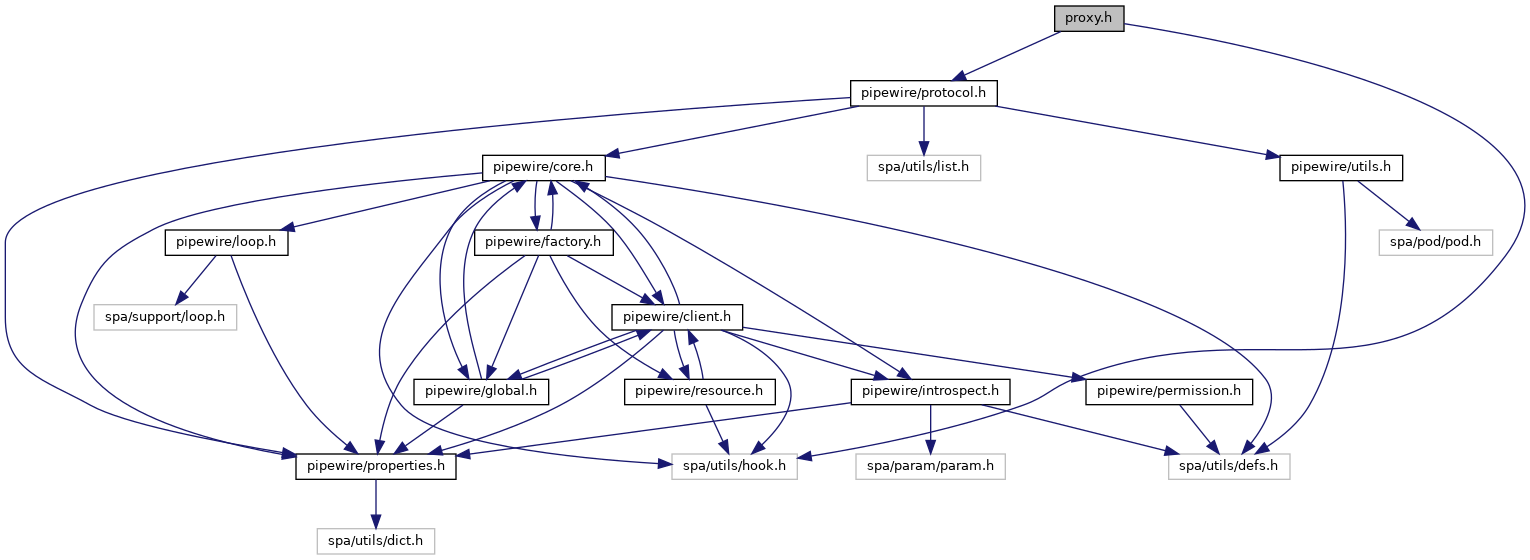 proxy.h
pipewire/protocol.h
pipewire/core.h
spa/utils/list.h
pipewire/utils.h
pipewire/loop.h
pipewire/factory.h
spa/pod/pod.h
spa/support/loop.h
pipewire/client.h
pipewire/global.h
pipewire/resource.h
pipewire/introspect.h
pipewire/permission.h
pipewire/properties.h
spa/utils/hook.h
spa/param/param.h
spa/utils/defs.h
spa/utils/dict.h